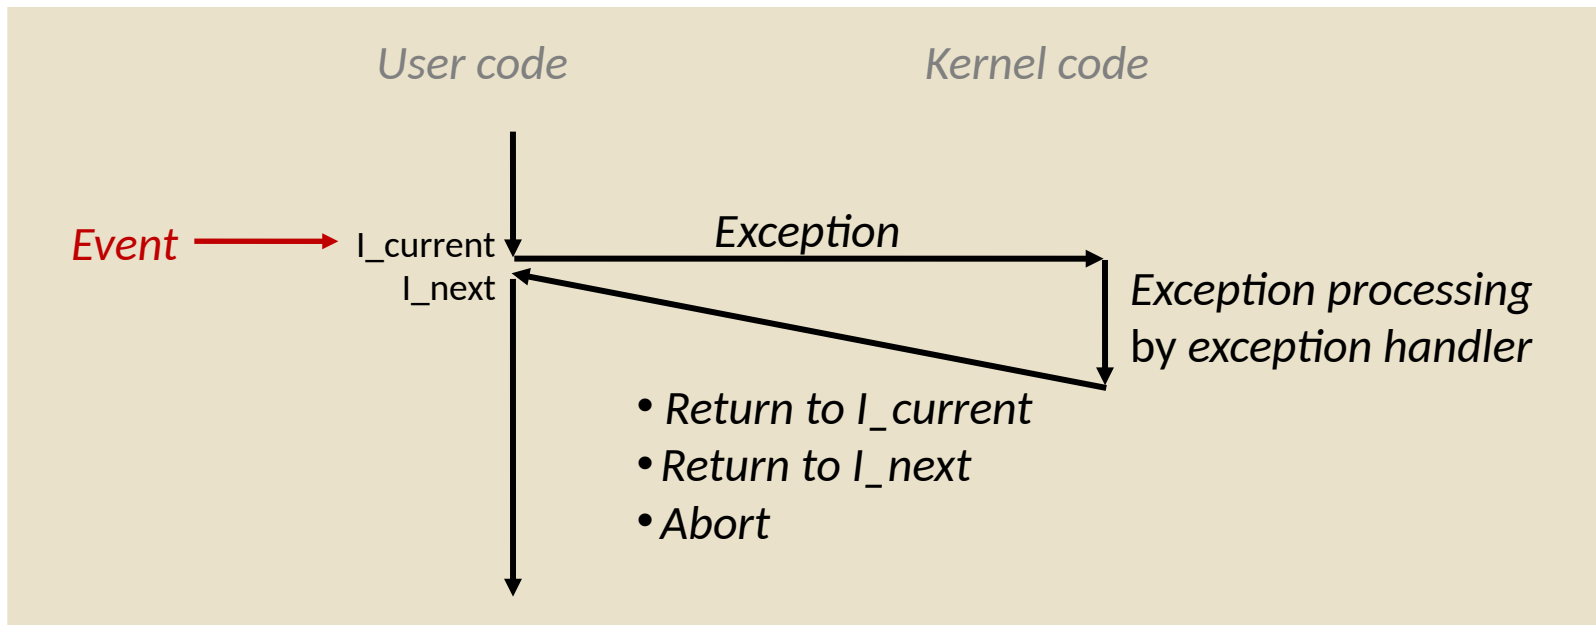 User code
Kernel code
Event
I_current
I_next
Exception
Exception processing
by exception handler
• Return to I_current
• Return to I_next
• Abort